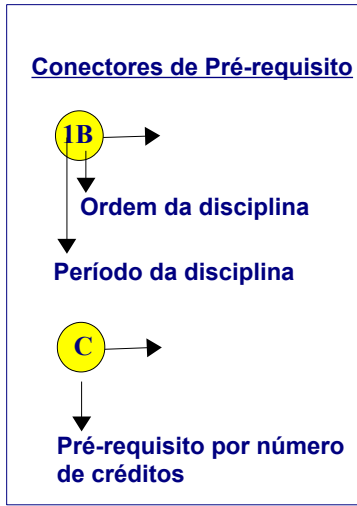 Conectores de Pré-requisito
1B
Ordem da disciplina
Período da disciplina
C
Pré-requisito por número
de créditos